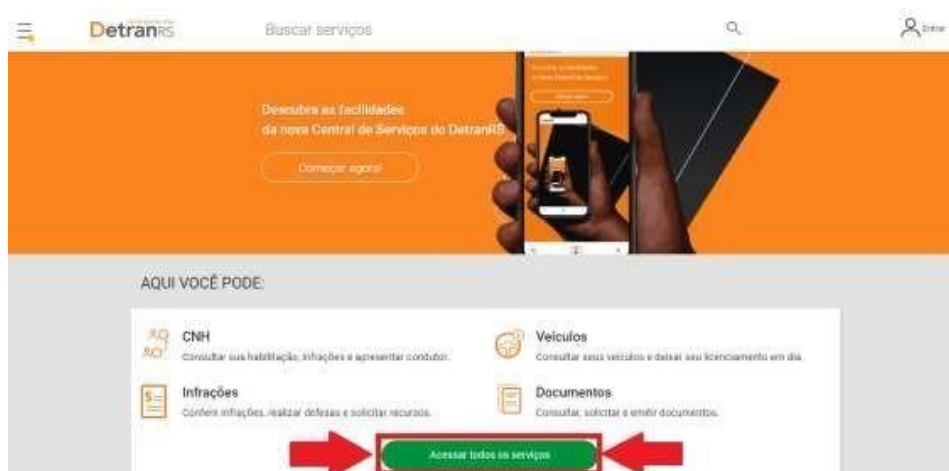 DetranRS
Buscar serviços
Entrar
Descubra as facilidades
da nova Central de Serviços do DetranRS
Começar agora!
AQUI VOCÊ PODE:
CNH
Consultar sua habilitação, infrações e apresentar condutor.
Veículos
Consultar seus veículos e deixar seu licenciamento em dia.
Infrações
Conferir infrações, realizar defesas e solicitar recursos.
Documentos
Consultar, solicitar e emitir documentos.
Acessar todos os serviços